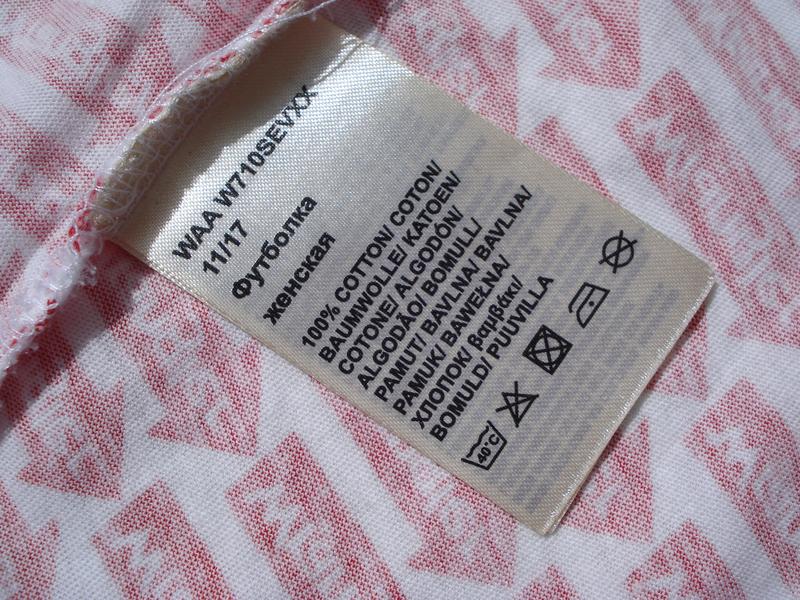 WAA W710SEVXX
11/17
Футболка
женская
100% COTTON/ COTON/
BAUMWOLLE/ KATOEN/
COTONE/ ALGODÓN/
ALGODÃO/ BOMULL/
PAMUT/ BAVLNA/ BAVLNA/
PAMUK/ BAWEŁNA/
ХЛОПОК/ βαμβάκι/
BOMULD/ PUUVILLA
40°C